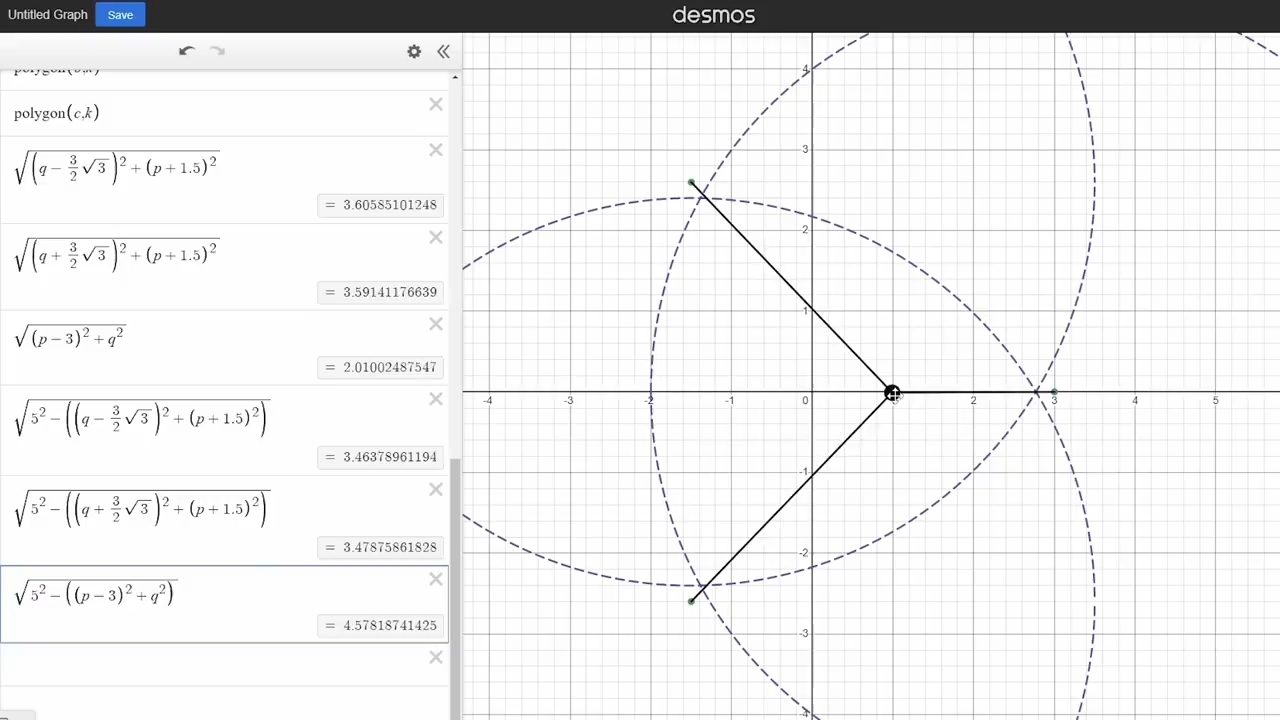 Untitled Graph Save desmos
polygon(c,k)
√((q − 3/2 √3)² + (p + 1.5)²)
= 3.60585101248
√((q + 3/2 √3)² + (p + 1.5)²)
= 3.59141176639
√((p − 3)² + q²)
= 2.01002487547
√(5² − ((q − 3/2 √3)² + (p + 1.5)²))
= 3.46378961194
√(5² − ((q + 3/2 √3)² + (p + 1.5)²))
= 3.47875861828
√(5² − ((p − 3)² + q²))
= 4.57818741425
4
3
2
1
-4 -3 -2 -1 0 2 3 4 5
-1
-2
-3
-4